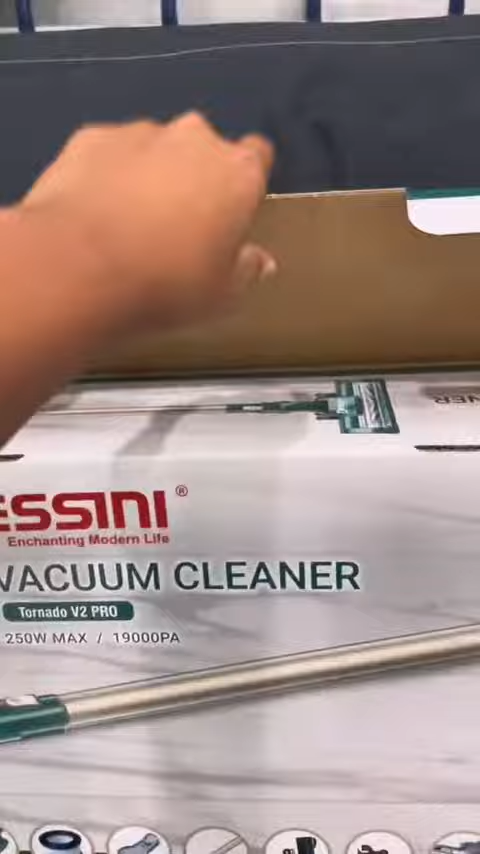 ESSINI®
Enchanting Modern Life
VACUUM CLEANER
Tornado V2 PRO
250W MAX / 19000PA